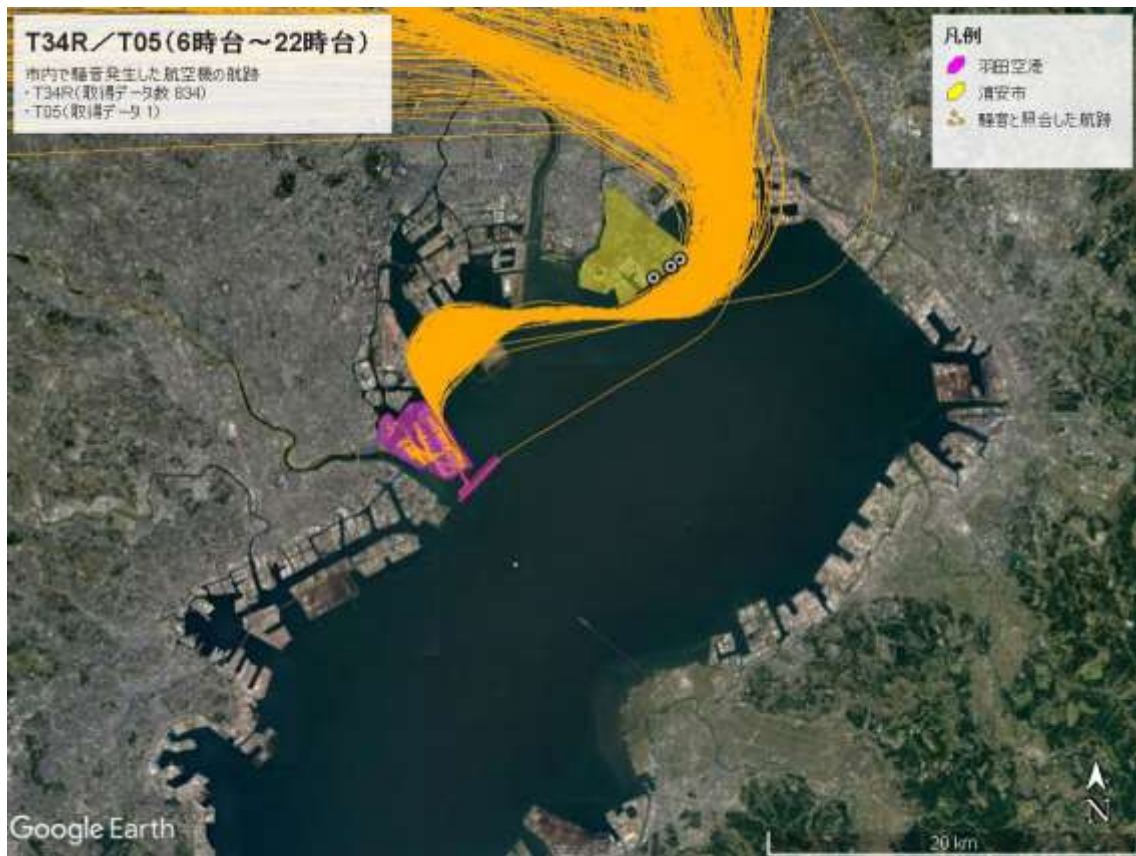 T34R／T05（6時台～22時台）
市内で騒音発生した航空機の航跡
・T34R（取得データ数 834）
・T05（取得データ 1）
凡例
羽田空港
浦安市
騒音と照合した航跡
N
Google Earth
20 km